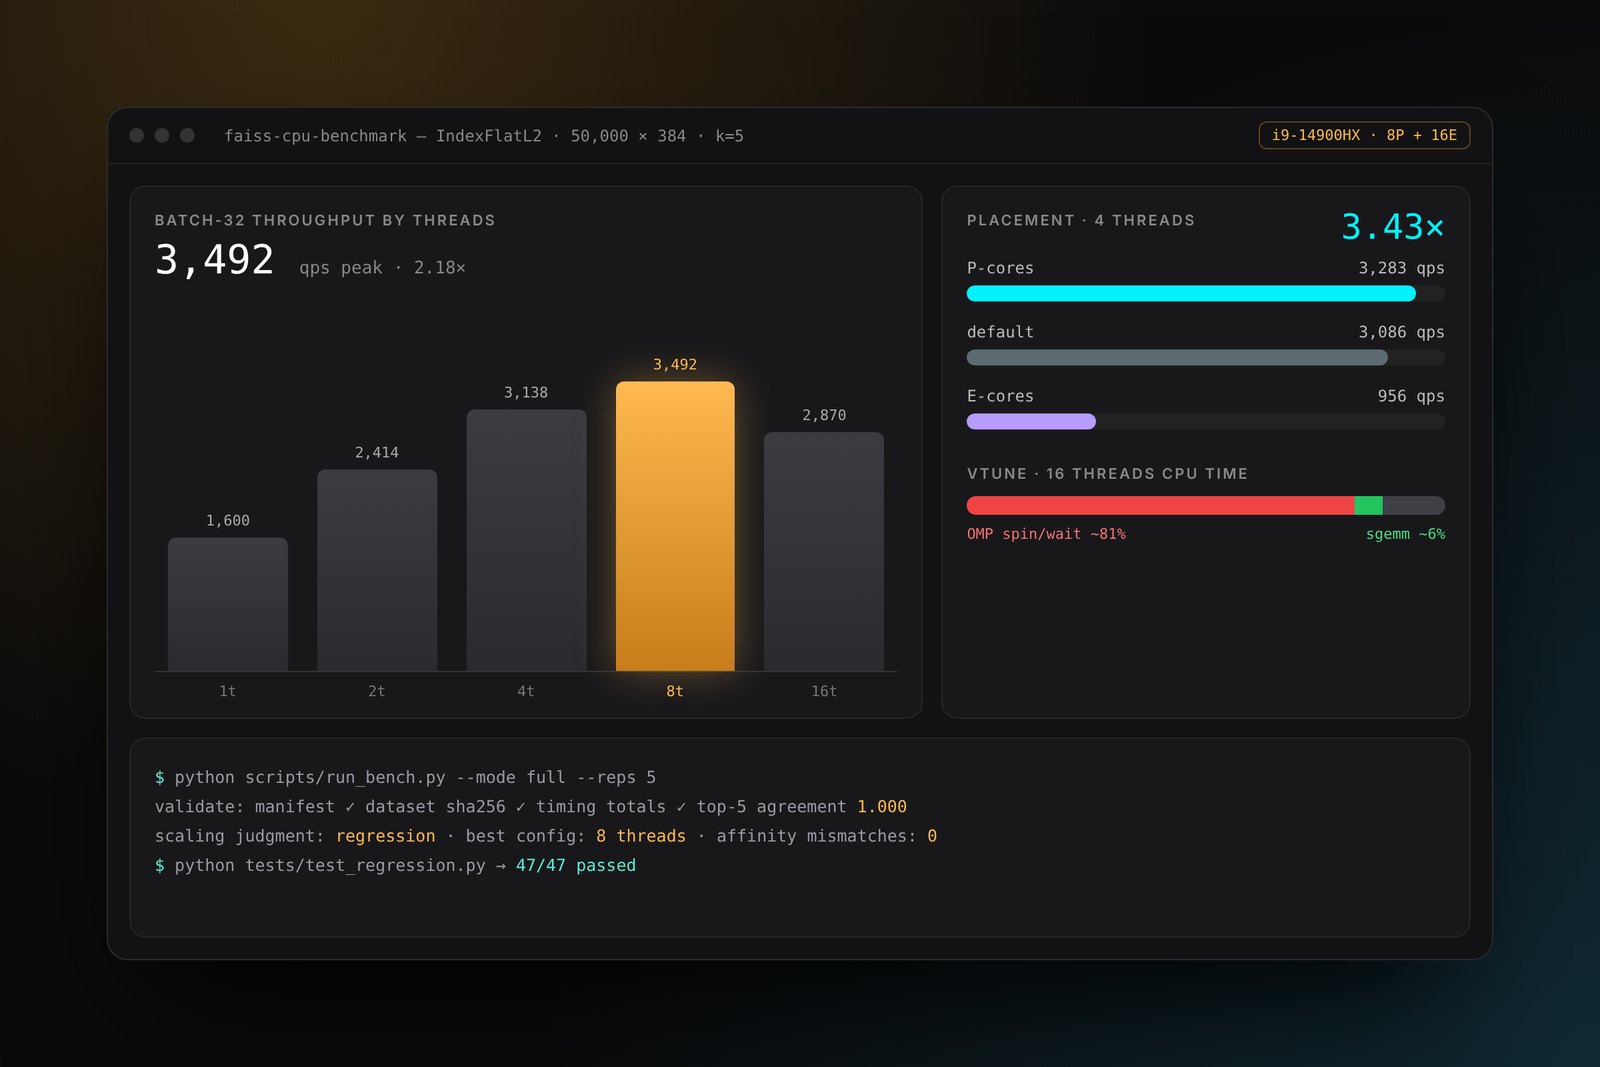 faiss-cpu-benchmark — IndexFlatL2 · 50,000 × 384 · k=5
i9-14900HX · 8P + 16E
BATCH-32 THROUGHPUT BY THREADS
3,492 qps peak · 2.18×
1,600
2,414
3,138
3,492
2,870
1t
2t
4t
8t
16t
PLACEMENT · 4 THREADS
3.43×
P-cores 3,283 qps
default 3,086 qps
E-cores 956 qps
VTUNE · 16 THREADS CPU TIME
OMP spin/wait ~81% sgemm ~6%
$ python scripts/run_bench.py --mode full --reps 5
validate: manifest ✓ dataset sha256 ✓ timing totals ✓ top-5 agreement 1.000
scaling judgment: regression · best config: 8 threads · affinity mismatches: 0
$ python tests/test_regression.py → 47/47 passed